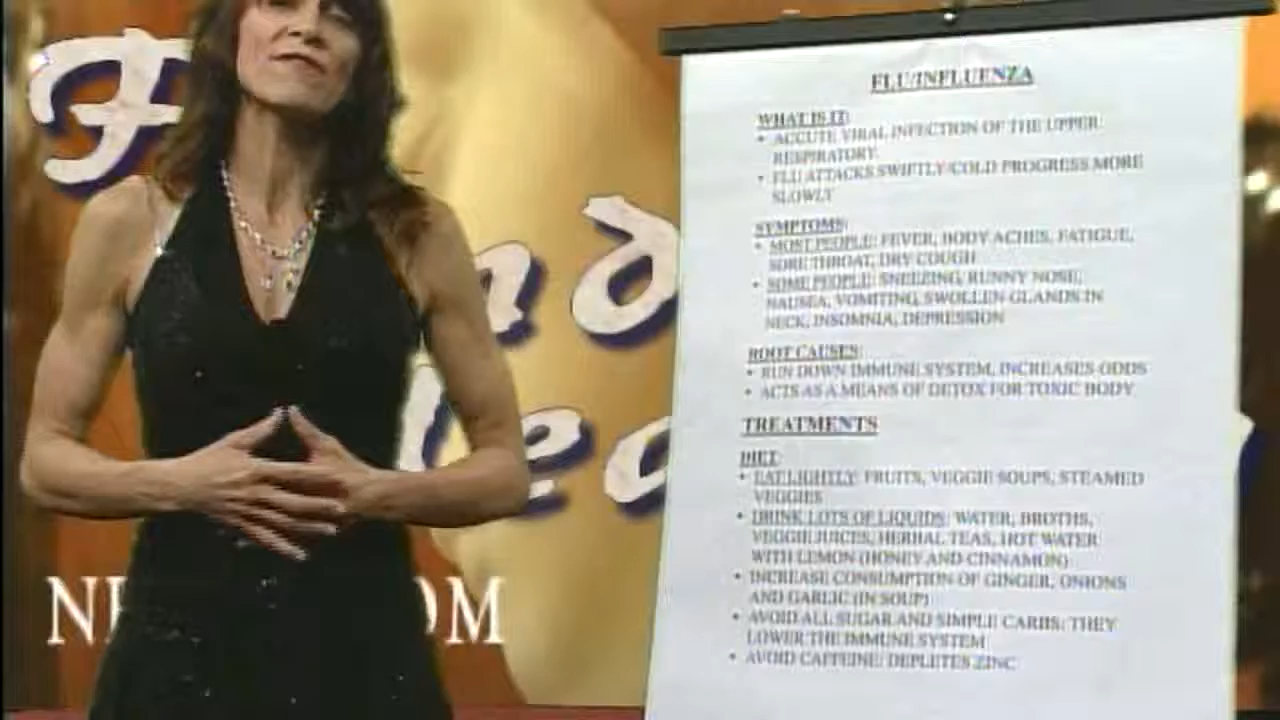 FLU/INFLUENZA
WHAT IS IT:
• ACCUTE VIRAL INFECTION OF THE UPPER
RESPIRATORY.
• FLU ATTACKS SWIFTLY/COLD PROGRESS MORE
SLOWLY
SYMPTOMS:
• MOST PEOPLE: FEVER, BODY ACHES, FATIGUE,
SORE THROAT, DRY COUGH
• SOME PEOPLE: SNEEZING, RUNNY NOSE,
NAUSEA, VOMITING, SWOLLEN GLANDS IN
NECK, INSOMNIA, DEPRESSION
ROOT CAUSES:
• RUN DOWN IMMUNE SYSTEM, INCREASES ODDS
• ACTS AS A MEANS OF DETOX FOR TOXIC BODY
TREATMENTS
DIET:
• EAT LIGHTLY: FRUITS, VEGGIE SOUPS, STEAMED
VEGGIES
• DRINK LOTS OF LIQUIDS: WATER, BROTHS,
VEGGIE JUICES, HERBAL TEAS, HOT WATER
WITH LEMON (HONEY AND CINNAMON)
• INCREASE CONSUMPTION OF GINGER, ONIONS
AND GARLIC (IN SOUP)
• AVOID ALL SUGAR AND SIMPLE CARBS: THEY
LOWER THE IMMUNE SYSTEM
• AVOID CAFFEINE: DEPLETES ZINC